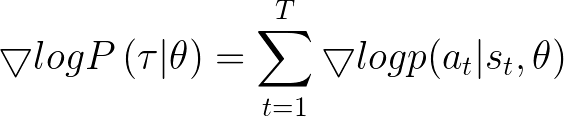 ▽logP(τ|θ) = ∑_{t=1}^{T} ▽logp(a_t|s_t, θ)